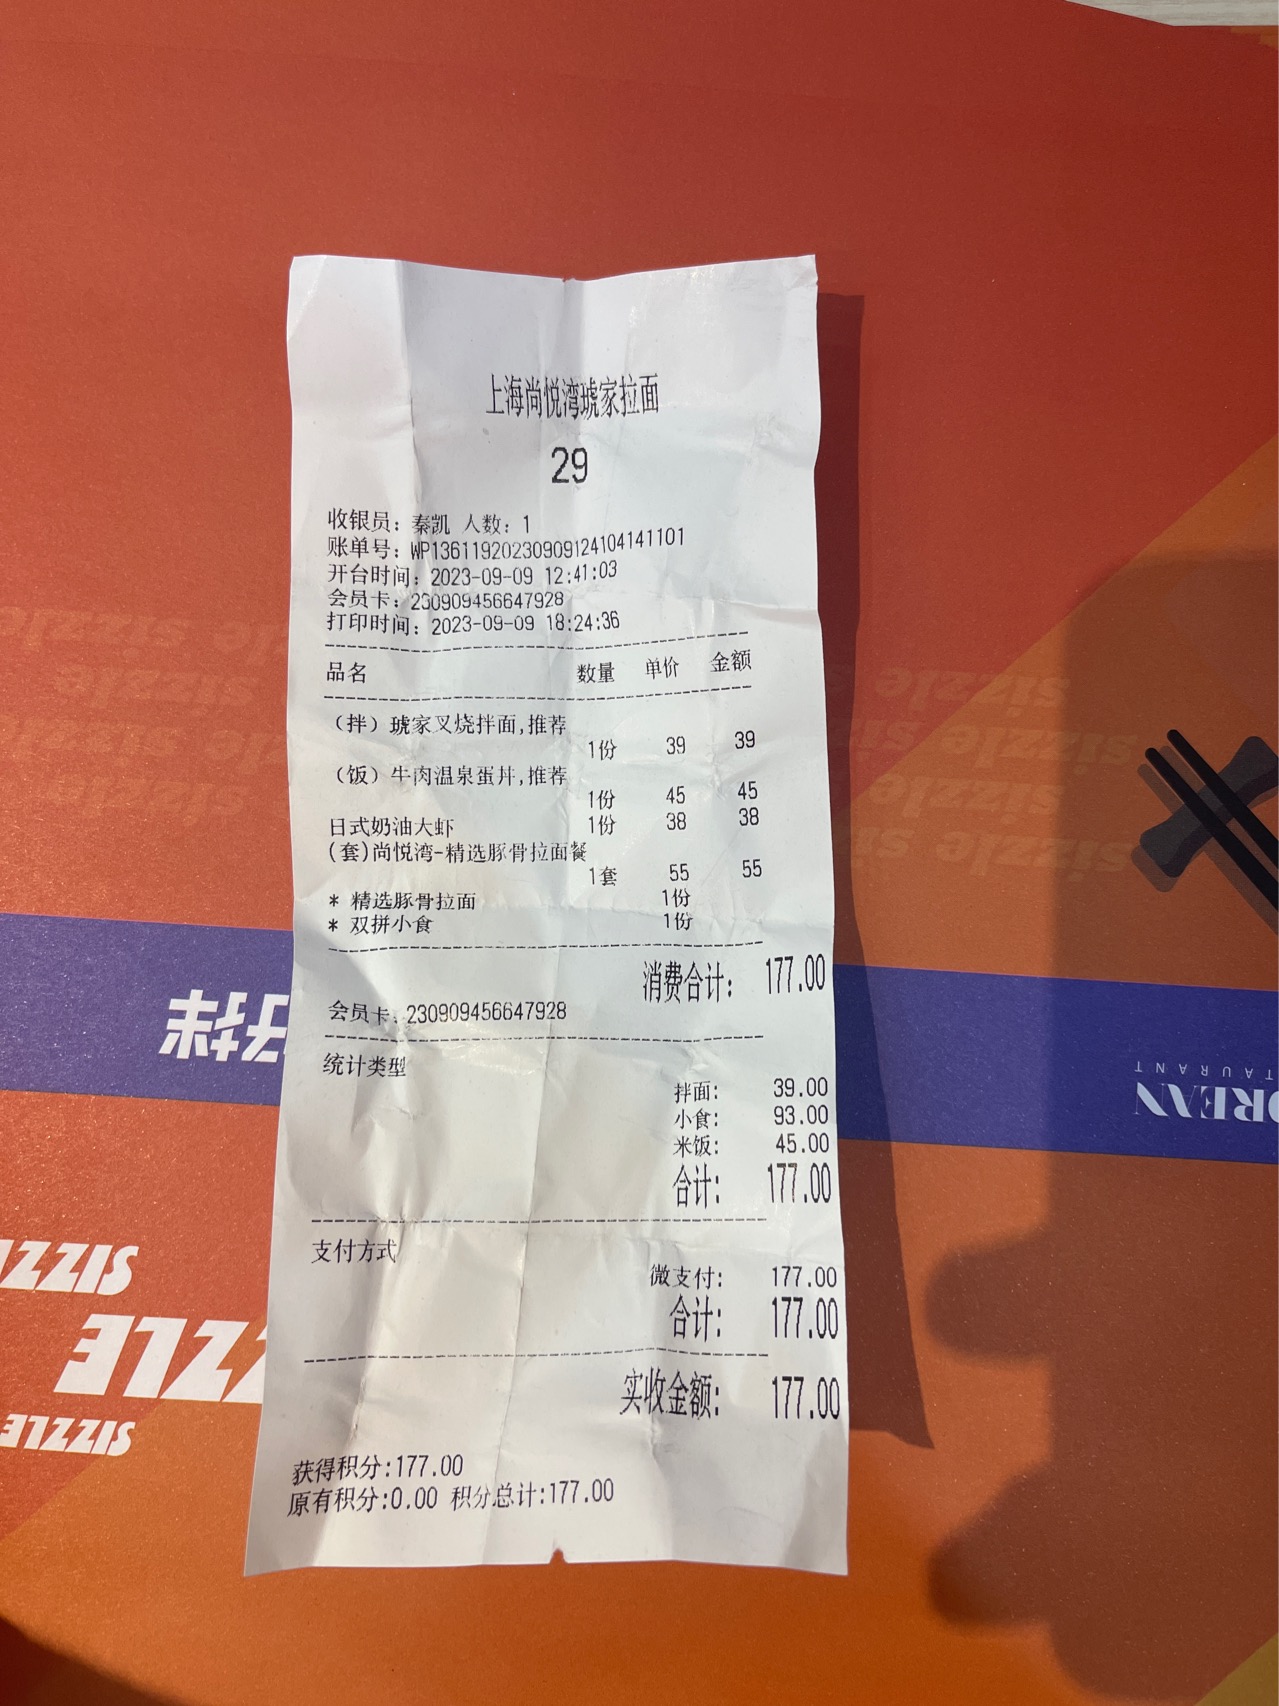 上海尚悦湾琥家拉面
29
收银员：秦凯 人数：1
账单号：WP13611920230909124104141101
开台时间：2023-09-09 12:41:03
会员卡：230909456647928
打印时间：2023-09-09 18:24:36
品名 数量 单价 金额
（拌）琥家叉烧拌面,推荐
1份 39 39
（饭）牛肉温泉蛋丼,推荐
1份 45 45
日式奶油大虾 1份 38 38
(套)尚悦湾-精选豚骨拉面餐
1套 55 55
* 精选豚骨拉面 1份
* 双拼小食 1份
消费合计： 177.00
会员卡：230909456647928
统计类型
拌面： 39.00
小食： 93.00
米饭： 45.00
合计： 177.00
支付方式
微支付： 177.00
合计： 177.00
实收金额： 177.00
获得积分:177.00
原有积分:0.00 积分总计:177.00
SIZZLE
SIZZLE